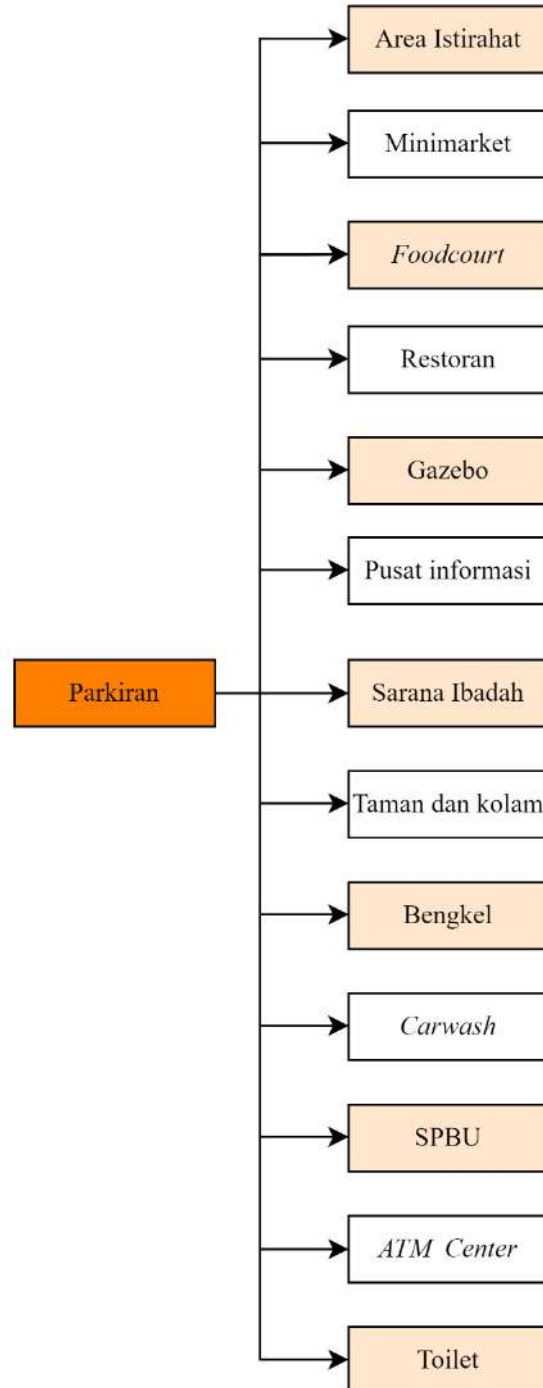 Area Istirahat
Minimarket
Foodcourt
Restoran
Gazebo
Pusat informasi
Parkiran
Sarana Ibadah
Taman dan kolam
Bengkel
Carwash
SPBU
ATM Center
Toilet